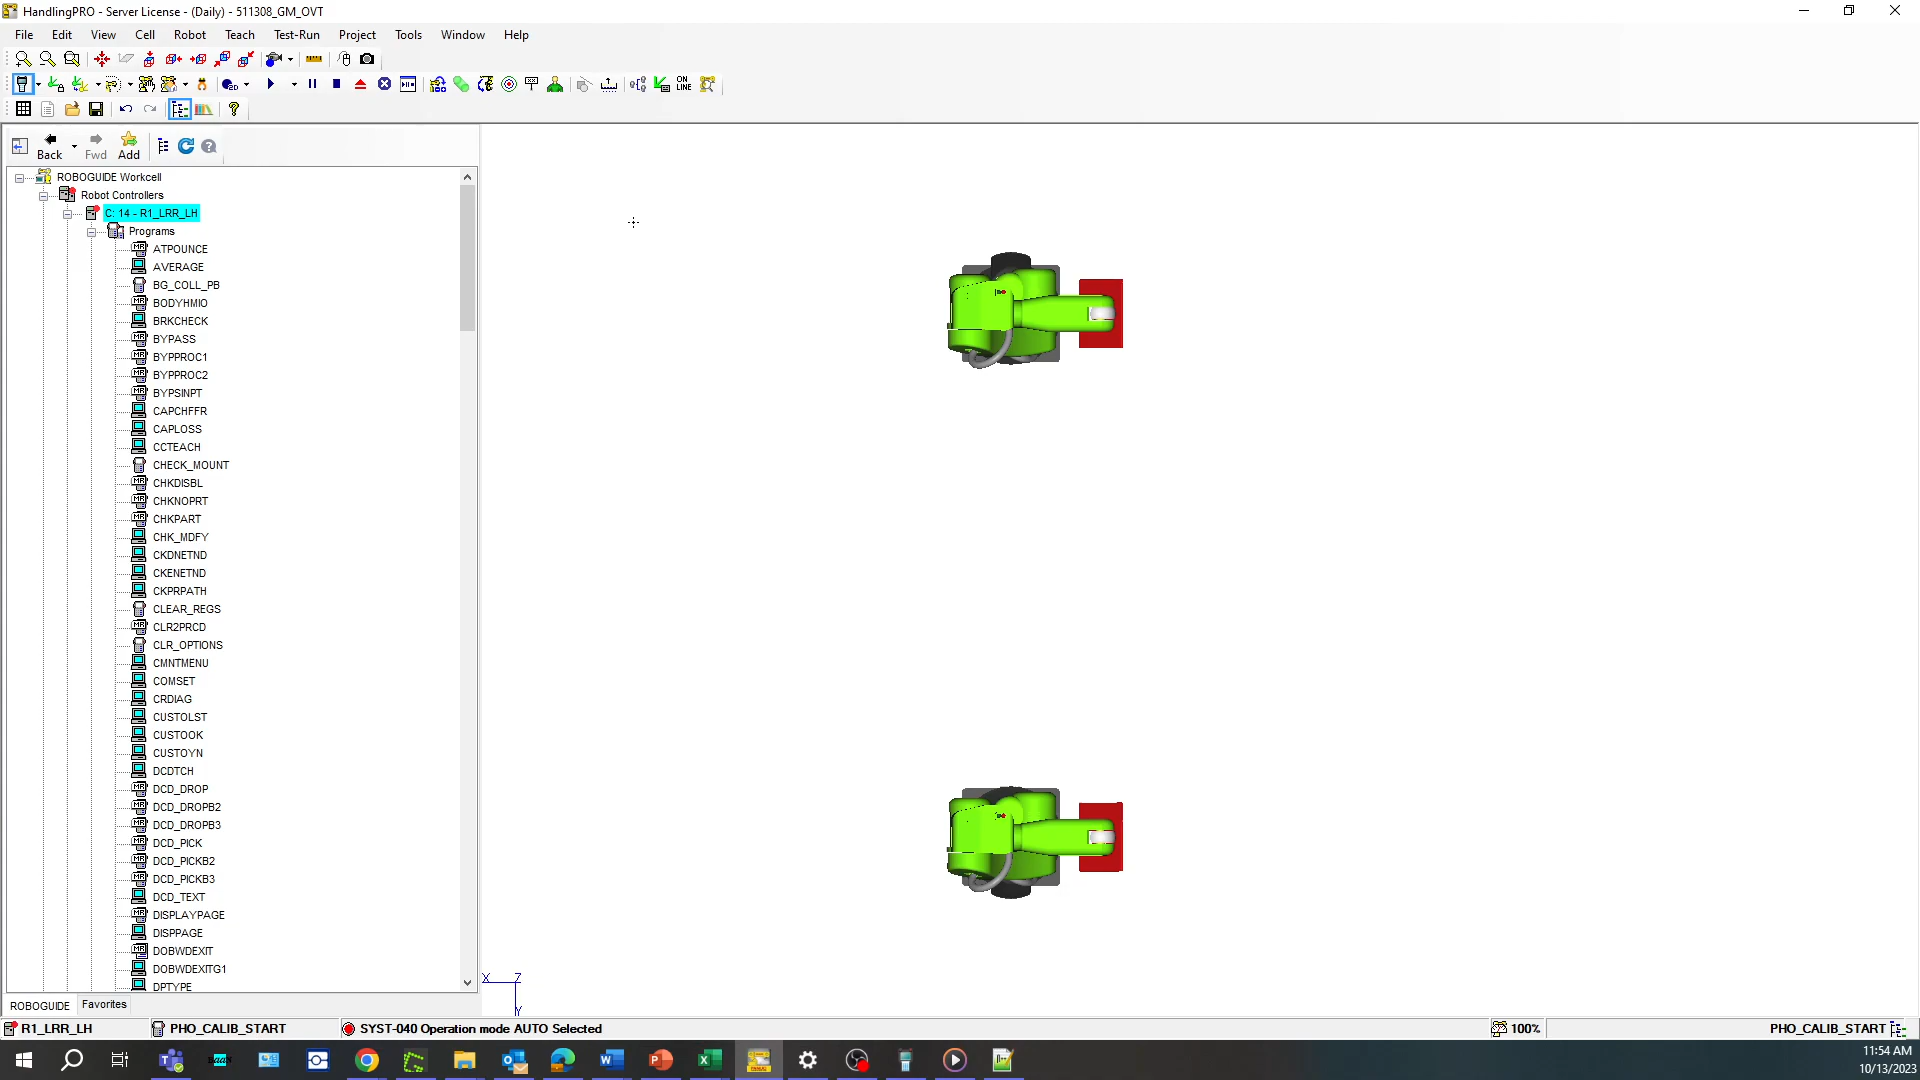 HandlingPRO - Server License - (Daily) - 511308_GM_OVT
File Edit View Cell Robot Teach Test-Run Project Tools Window Help
ON LINE
Back Fwd Add
ROBOGUIDE Workcell
Robot Controllers
C: 14 - R1_LRR_LH
Programs
ATPOUNCE
AVERAGE
BG_COLL_PB
BODYHMIO
BRKCHECK
BYPASS
BYPPROC1
BYPPROC2
BYPSINPT
CAPCHFFR
CAPLOSS
CCTEACH
CHECK_MOUNT
CHKDISBL
CHKNOPRT
CHKPART
CHK_MDFY
CKDNETND
CKENETND
CKPRPATH
CLEAR_REGS
CLR2PRCD
CLR_OPTIONS
CMNTMENU
COMSET
CRDIAG
CUSTOLST
CUSTOOK
CUSTOYN
DCDTCH
DCD_DROP
DCD_DROPB2
DCD_DROPB3
DCD_PICK
DCD_PICKB2
DCD_PICKB3
DCD_TEXT
DISPLAYPAGE
DISPPAGE
DOBWDEXIT
DOBWDEXITG1
DPTYPE
X Z
Y
ROBOGUIDE Favorites
R1_LRR_LH PHO_CALIB_START SYST-040 Operation mode AUTO Selected 100% PHO_CALIB_START
11:54 AM
10/13/2023